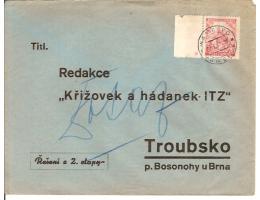 Titl.
Redakce
„Křížovek a hádanek-ITZ"
Troubsko
p. Bosonohy u Brna
Řešení z 2. etapy